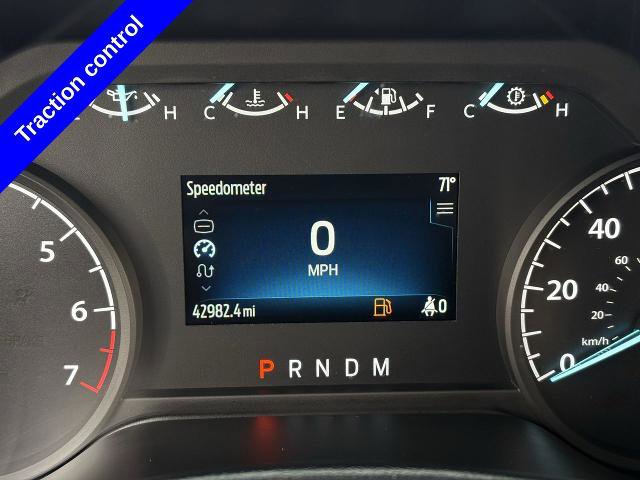 Traction control
H
C H
E F
C H
Speedometer 71°
0
MPH
42982.4 mi 0
P R N D M
5
6
7
40
20
0
60
40
20
km/h